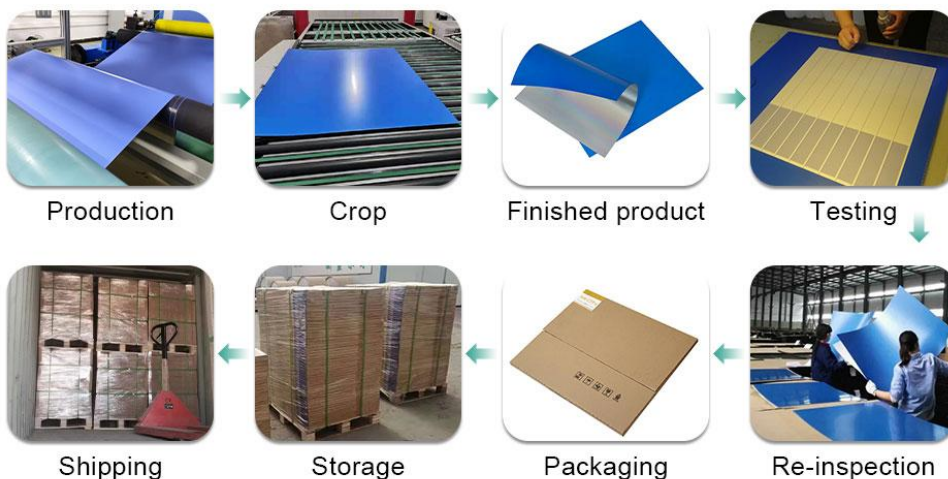 Production
Crop
Finished product
Testing
Re-inspection
Packaging
Storage
Shipping